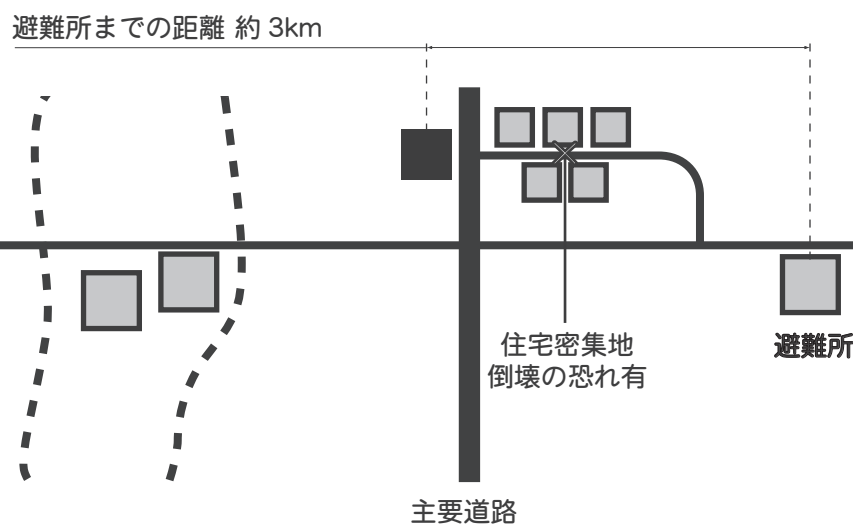 避難所までの距離 約 3km
住宅密集地
倒壊の恐れ有
避難所
主要道路